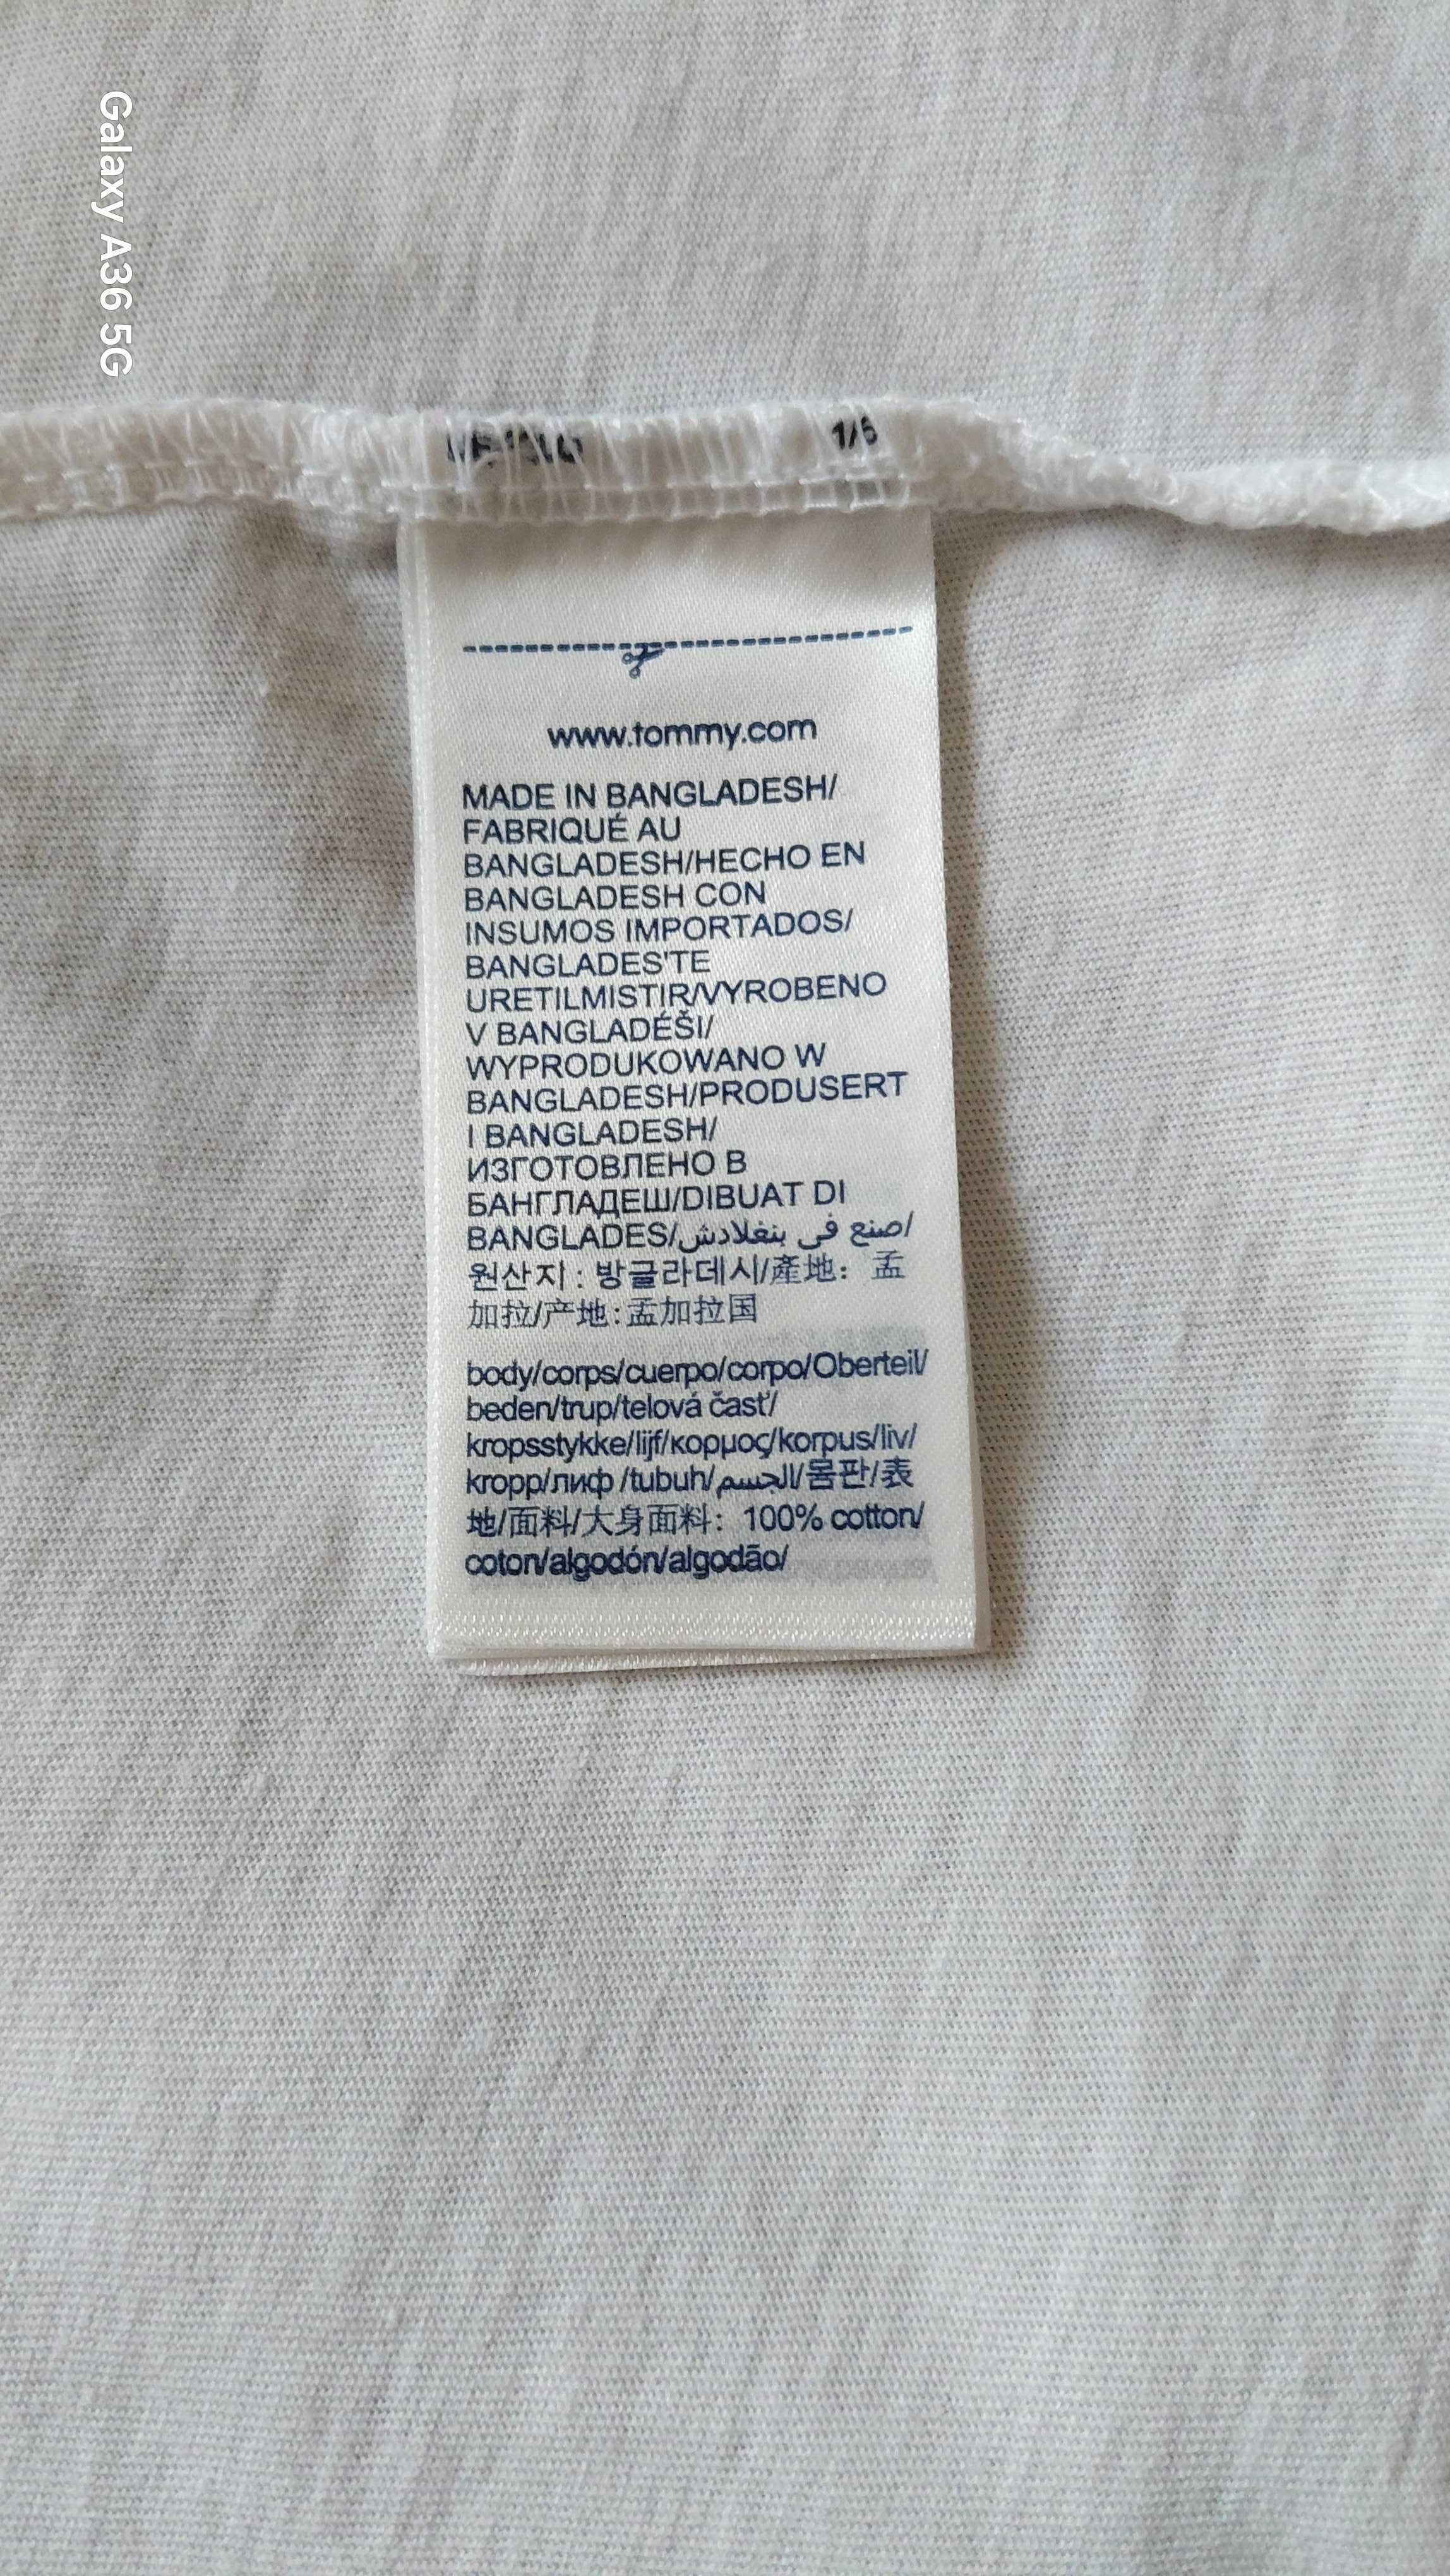 Galaxy A36 5G
1/6
www.tommy.com
MADE IN BANGLADESH/
FABRIQUÉ AU
BANGLADESH/HECHO EN
BANGLADESH CON
INSUMOS IMPORTADOS/
BANGLADES'TE
URETILMISTIR/VYROBENO
V BANGLADÉŠI/
WYPRODUKOWANO W
BANGLADESH/PRODUSERT
I BANGLADESH/
ИЗГОТОВЛЕНО В
БАНГЛАДЕШ/DIBUAT DI
BANGLADES/صنع في بنغلادش/
원산지 : 방글라데시/產地： 孟
加拉/产地:孟加拉国
body/corps/cuerpo/corpo/Oberteil/
beden/trup/telová časť/
kropsstykke/lijf/κορμος/korpus/liv/
kropp/лиф /tubuh/الجسم/몸판/表
地/面料/大身面料：100% cotton/
coton/algodón/algodão/